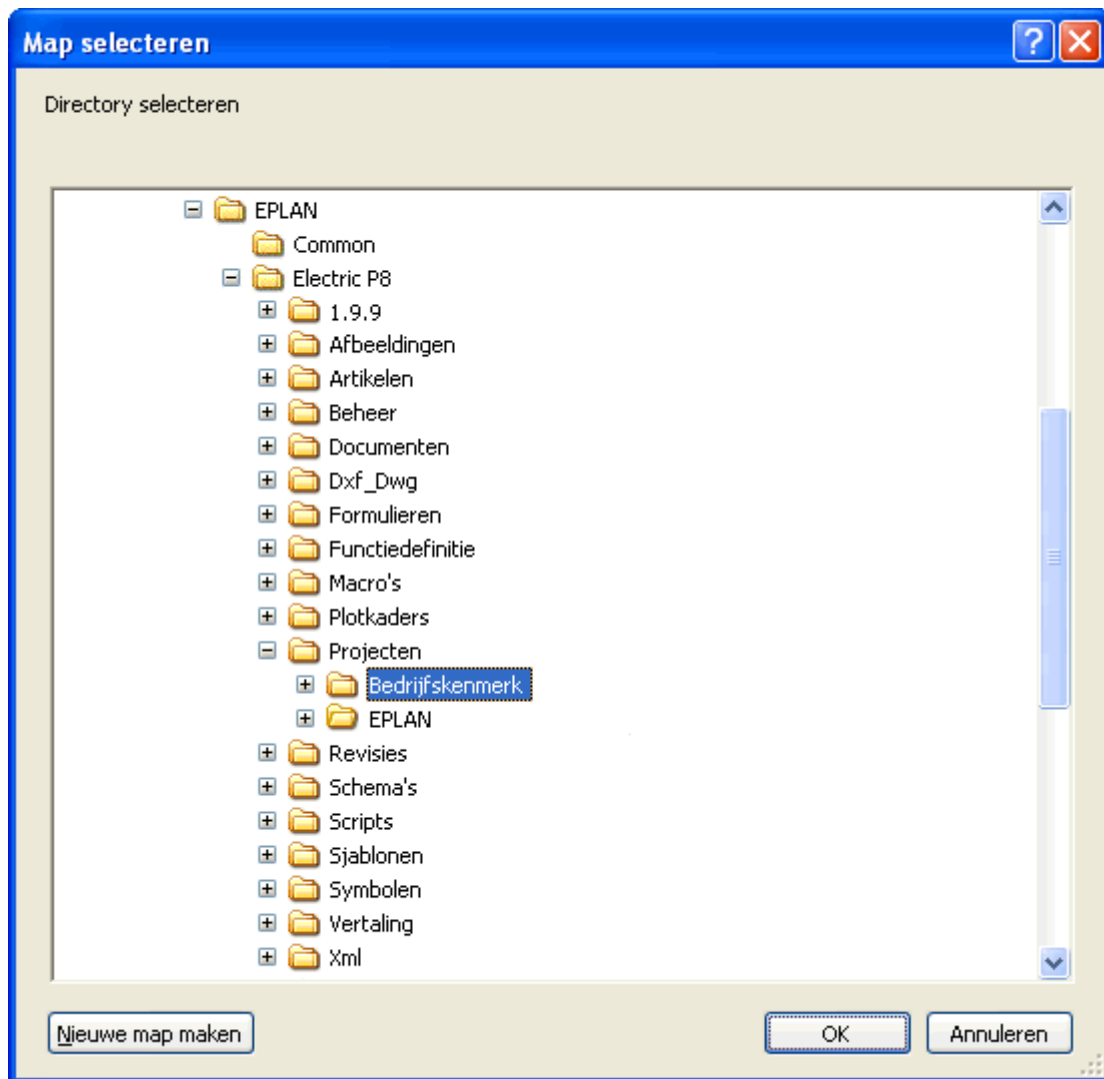 Map selecteren
Directory selecteren
EPLAN
Common
Electric P8
1.9.9
Afbeeldingen
Artikelen
Beheer
Documenten
Dxf_Dwg
Formulieren
Functiedefinitie
Macro's
Plotkaders
Projecten
Bedrijfskenmerk
EPLAN
Revisies
Schema's
Scripts
Sjablonen
Symbolen
Vertaling
Xml
Nieuwe map maken OK Annuleren